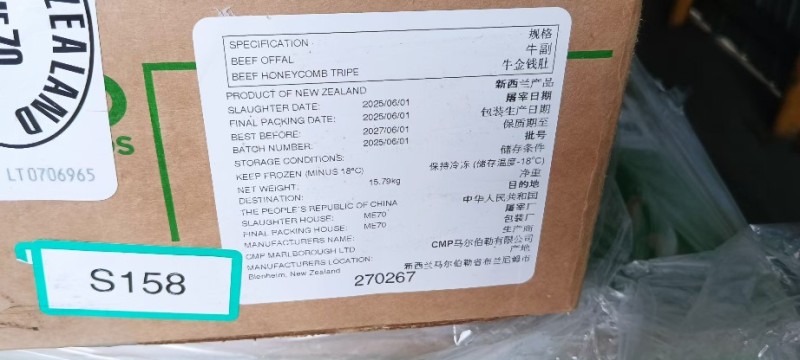 ZEALAND
ME70
LT0706965
SPECIFICATION 规格
BEEF OFFAL 牛副
BEEF HONEYCOMB TRIPE 牛金钱肚
PRODUCT OF NEW ZEALAND 新西兰产品
SLAUGHTER DATE: 2025/06/01 屠宰日期
FINAL PACKING DATE: 2025/06/01 包装生产日期
BEST BEFORE: 2027/06/01 保质期至
BATCH NUMBER: 2025/06/01 批号
STORAGE CONDITIONS: 储存条件
KEEP FROZEN (MINUS 18°C) 保持冷冻 (储存温度-18°C)
NET WEIGHT: 15.79kg 净重
DESTINATION: 目的地
THE PEOPLE'S REPUBLIC OF CHINA 中华人民共和国
SLAUGHTER HOUSE: ME70 屠宰厂
FINAL PACKING HOUSE: ME70 包装厂
MANUFACTURERS NAME: 生产商
CMP MARLBOROUGH LTD CMP马尔伯勒有限公司
MANUFACTURERS LOCATION: 产地
Blenheim, New Zealand 新西兰马尔伯勒省布兰尼姆市
270267
S158